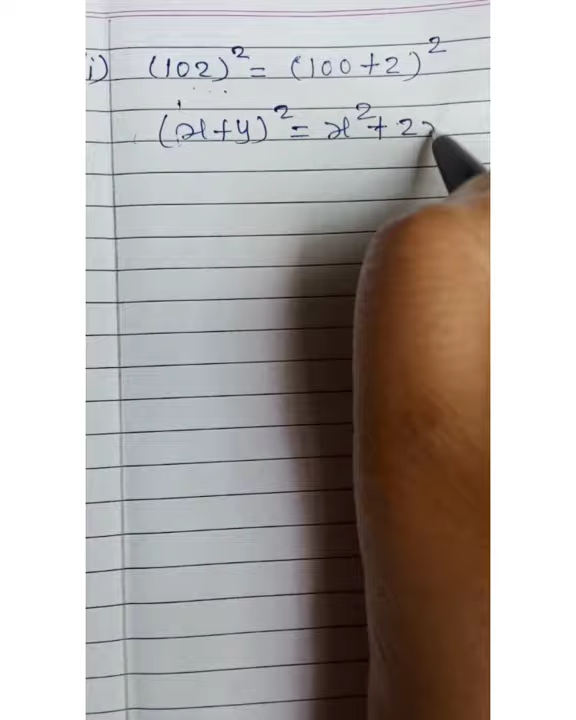 i) (102)² = (100+2)²
(x+y)² = x² + 2